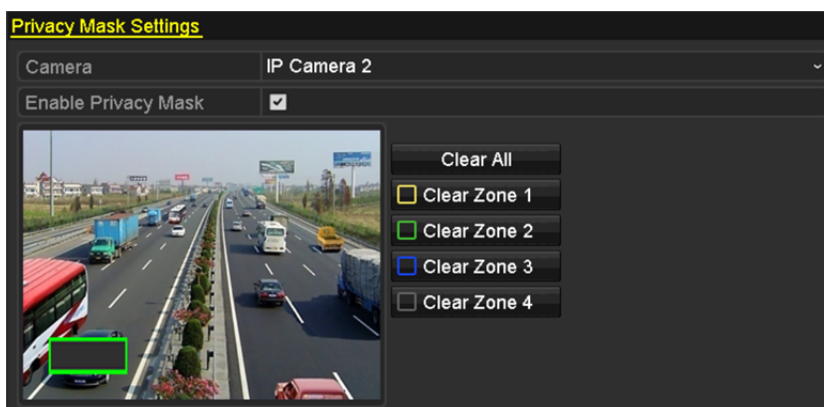 Privacy Mask Settings
Camera IP Camera 2
Enable Privacy Mask
Clear All
Clear Zone 1
Clear Zone 2
Clear Zone 3
Clear Zone 4